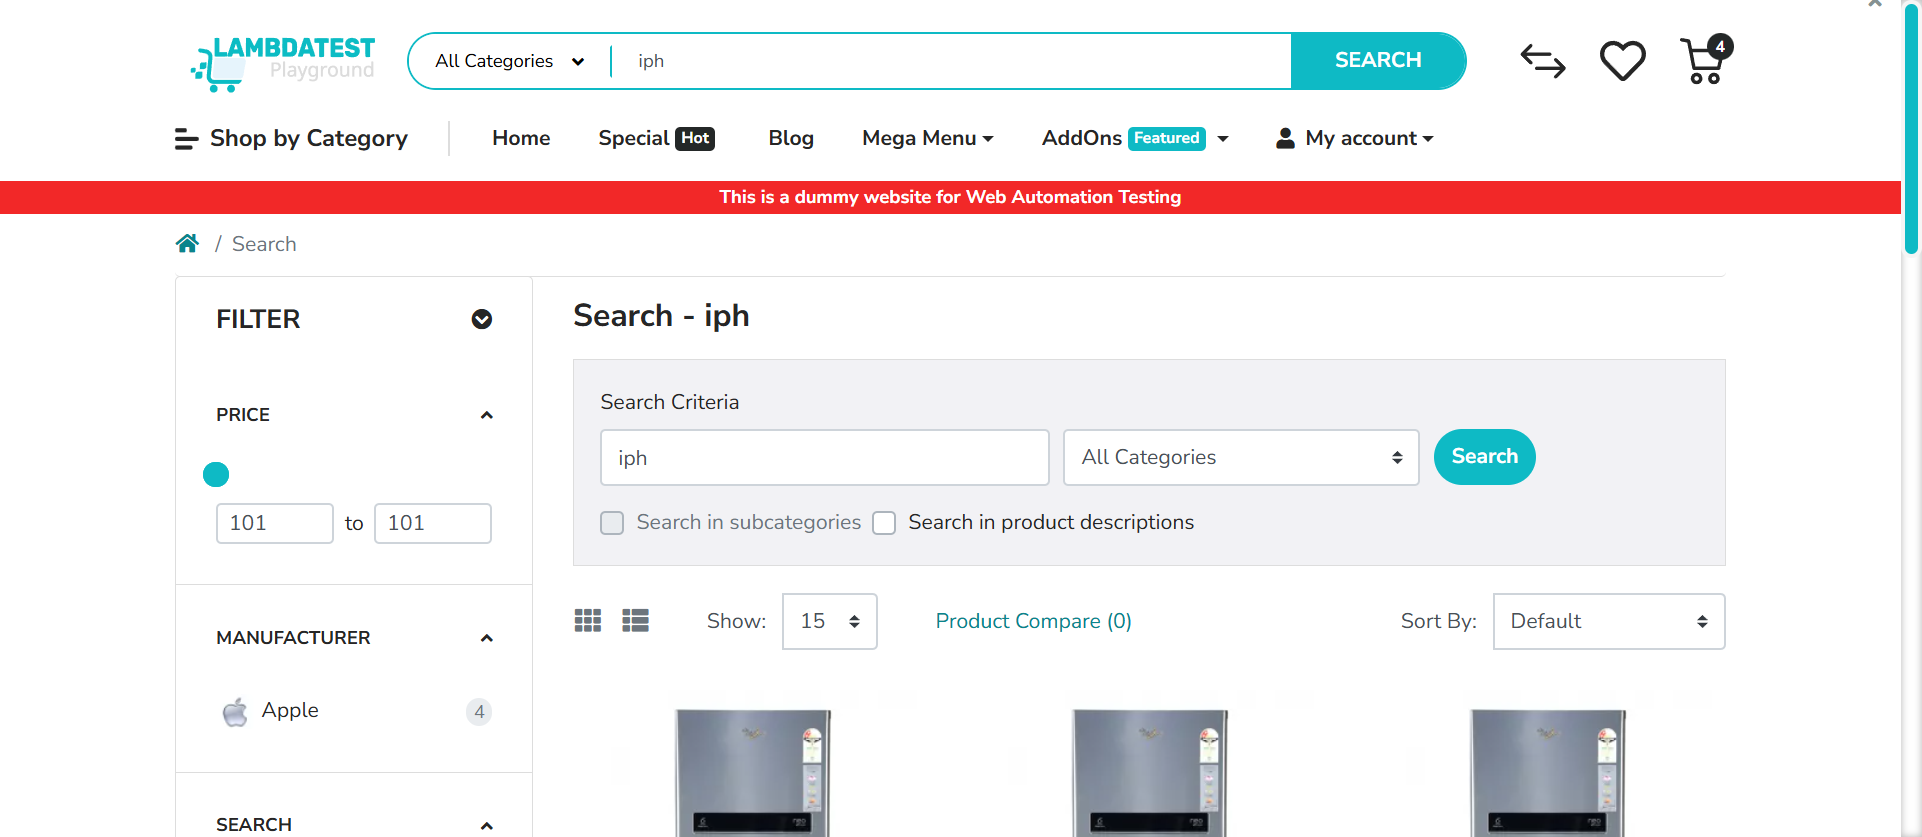 LAMBDATEST
Playground
All Categories
iph
SEARCH
4
Shop by Category
Home
Special Hot
Blog
Mega Menu
AddOns Featured
My account
This is a dummy website for Web Automation Testing
/ Search
FILTER
PRICE
101 to 101
MANUFACTURER
Apple 4
SEARCH
Search - iph
Search Criteria
iph
All Categories
Search
Search in subcategories
Search in product descriptions
Show: 15
Product Compare (0)
Sort By: Default